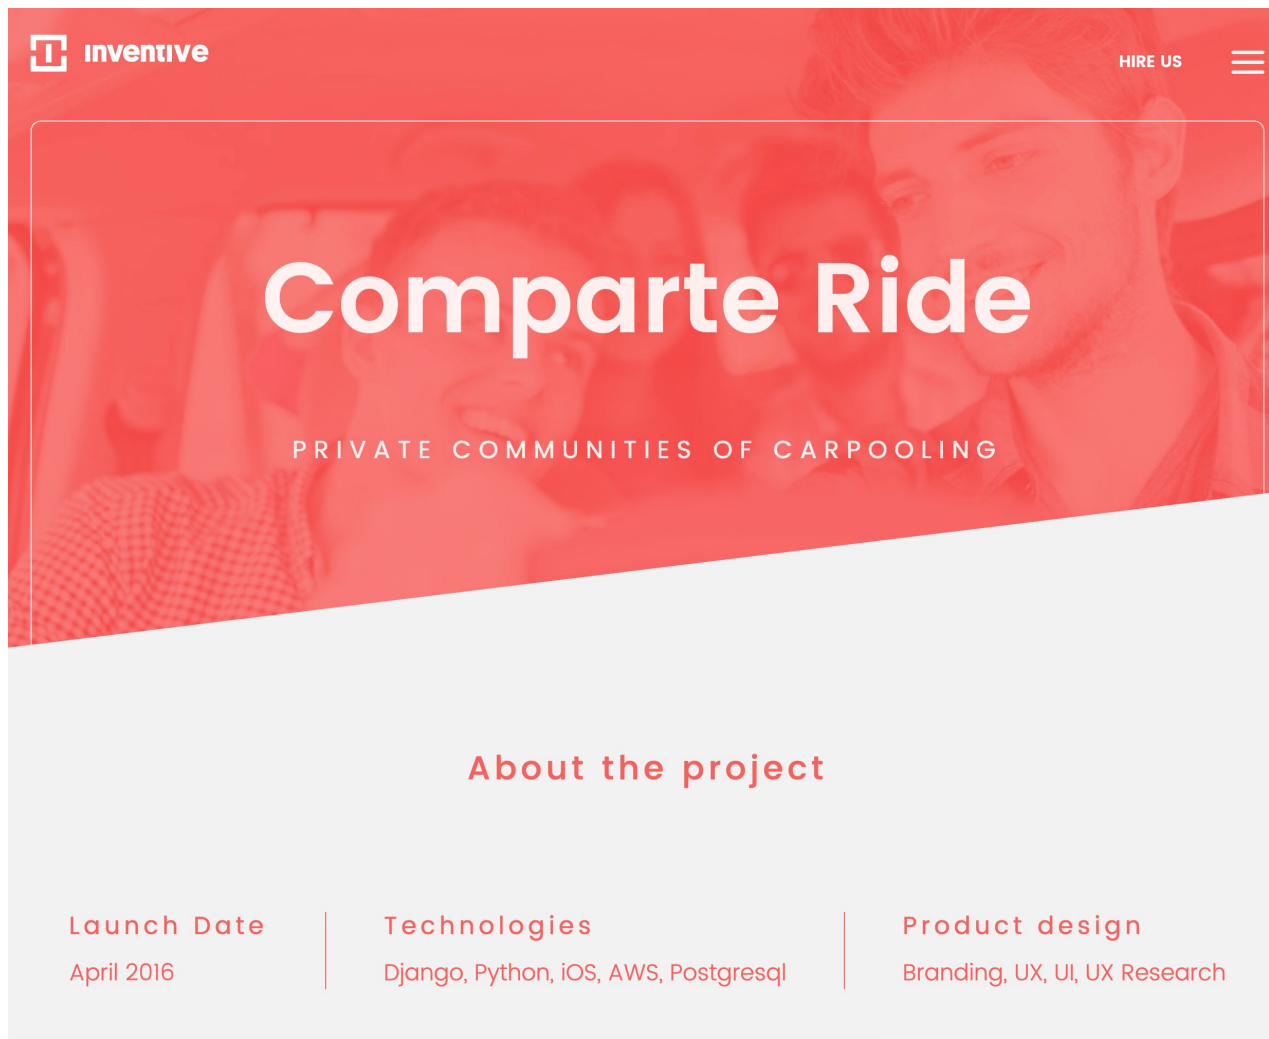 Inventive
HIRE US
Comparte Ride
PRIVATE COMMUNITIES OF CARPOOLING
About the project
Launch Date
April 2016
Technologies
Django, Python, iOS, AWS, Postgresql
Product design
Branding, UX, UI, UX Research